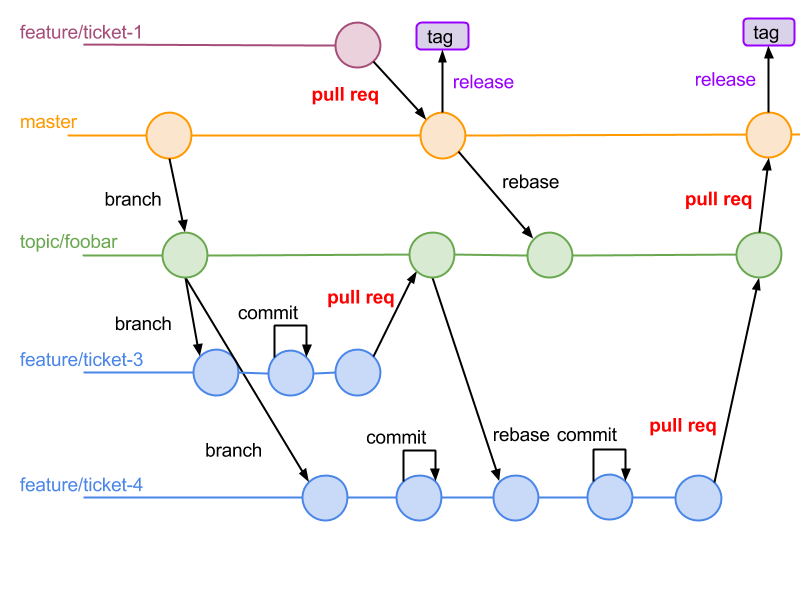 feature/ticket-1
tag
tag
release
release
pull req
master
rebase
branch
pull req
topic/foobar
pull req
commit
branch
feature/ticket-3
pull req
commit
rebase commit
branch
feature/ticket-4